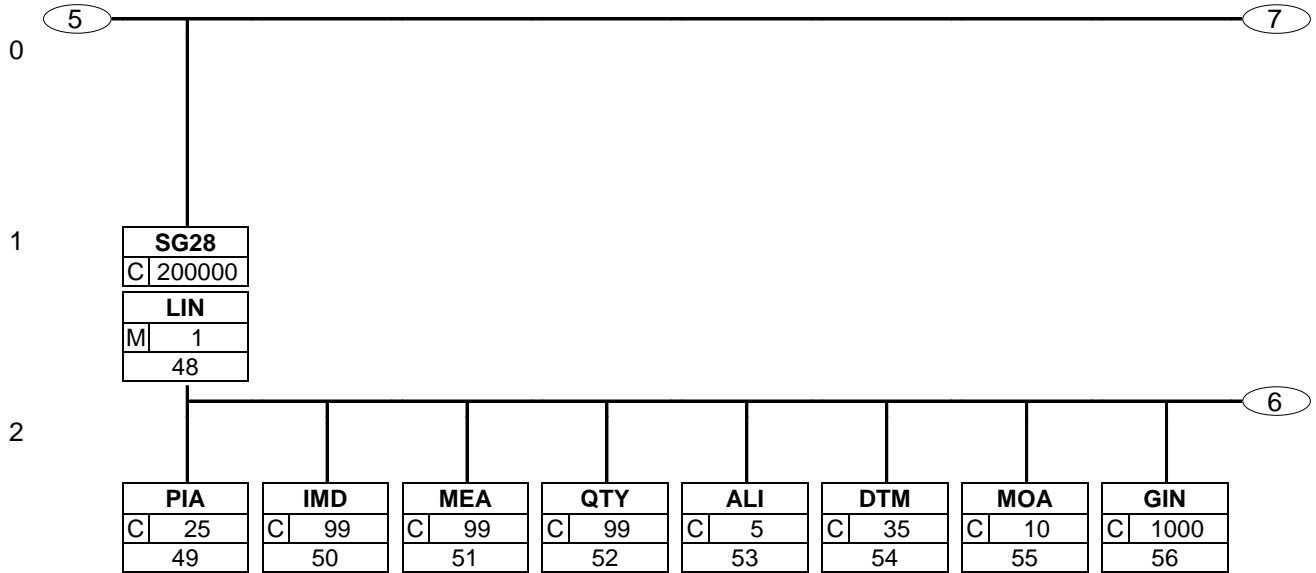 5 7
0
1
SG28
C 200000
LIN
M 1
48
6
2
PIA IMD MEA QTY ALI DTM MOA GIN
C 25 C 99 C 99 C 99 C 5 C 35 C 10 C 1000
49 50 51 52 53 54 55 56